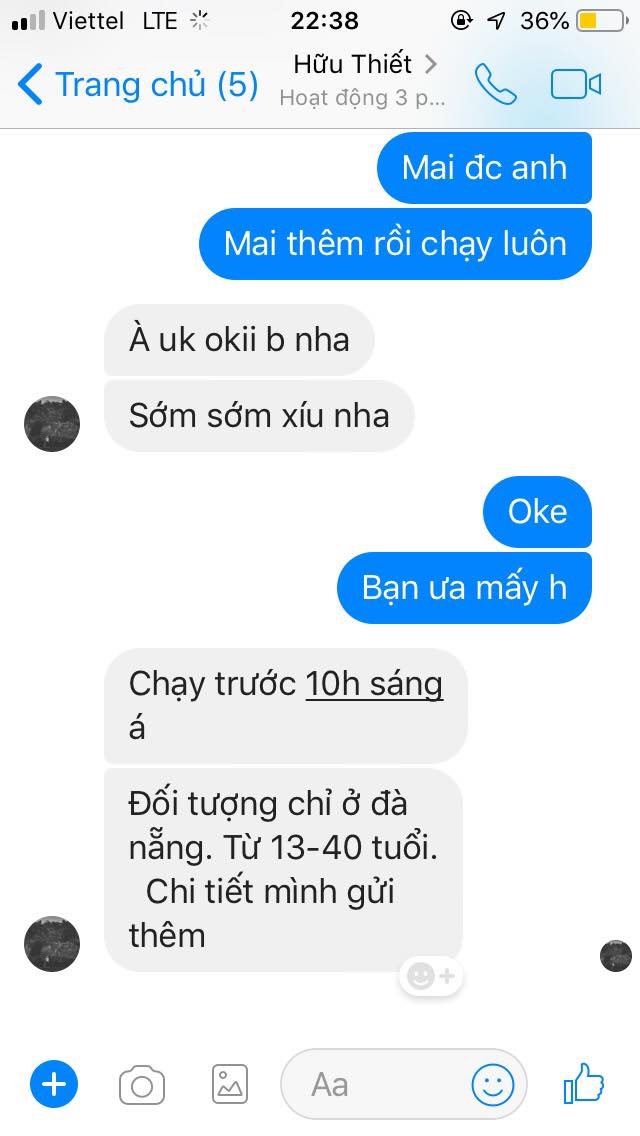 Viettel LTE 22:38 36%
Trang chủ (5) Hữu Thiết
Hoạt động 3 p...
Mai đc anh
Mai thêm rồi chạy luôn
À uk okii b nha
Sớm sớm xíu nha
Oke
Bạn ưa mấy h
Chạy trước 10h sáng
á
Đối tượng chỉ ở đà
nẵng. Từ 13-40 tuổi.
Chi tiết mình gửi
thêm
Aa